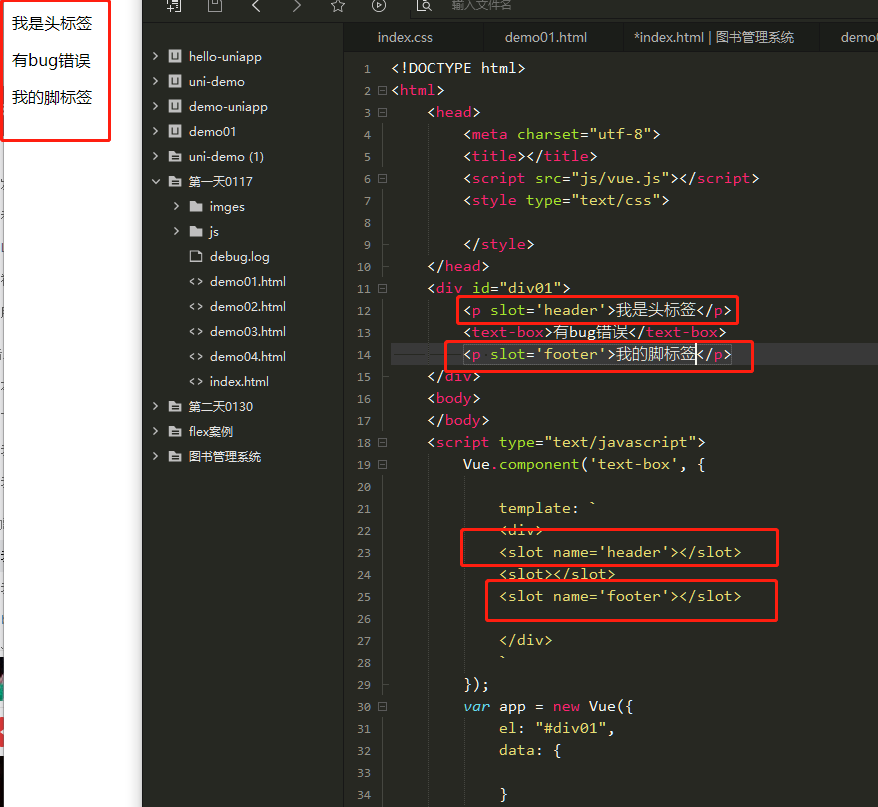 我是头标签
有bug错误
我的脚标签
输入文件名
index.css
demo01.html
*index.html | 图书管理系统
demo0
hello-uniapp
uni-demo
demo-uniapp
demo01
uni-demo (1)
第一天0117
imges
js
debug.log
demo01.html
demo02.html
demo03.html
demo04.html
index.html
第二天0130
flex案例
图书管理系统
1 <!DOCTYPE html>
2 <html>
3 <head>
4 <meta charset="utf-8">
5 <title></title>
6 <script src="js/vue.js"></script>
7 <style type="text/css">
8
9 </style>
10 </head>
11 <div id="div01">
12 <p slot='header'>我是头标签</p>
13 <text-box>有bug错误</text-box>
14 <p slot='footer'>我的脚标签</p>
15 </div>
16 <body>
17 </body>
18 <script type="text/javascript">
19 Vue.component('text-box', {
20
21 template: `
22 <div>
23 <slot name='header'></slot>
24 <slot></slot>
25 <slot name='footer'></slot>
26
27 </div>
28 `
29 });
30 var app = new Vue({
31 el: "#div01",
32 data: {
33
34 }